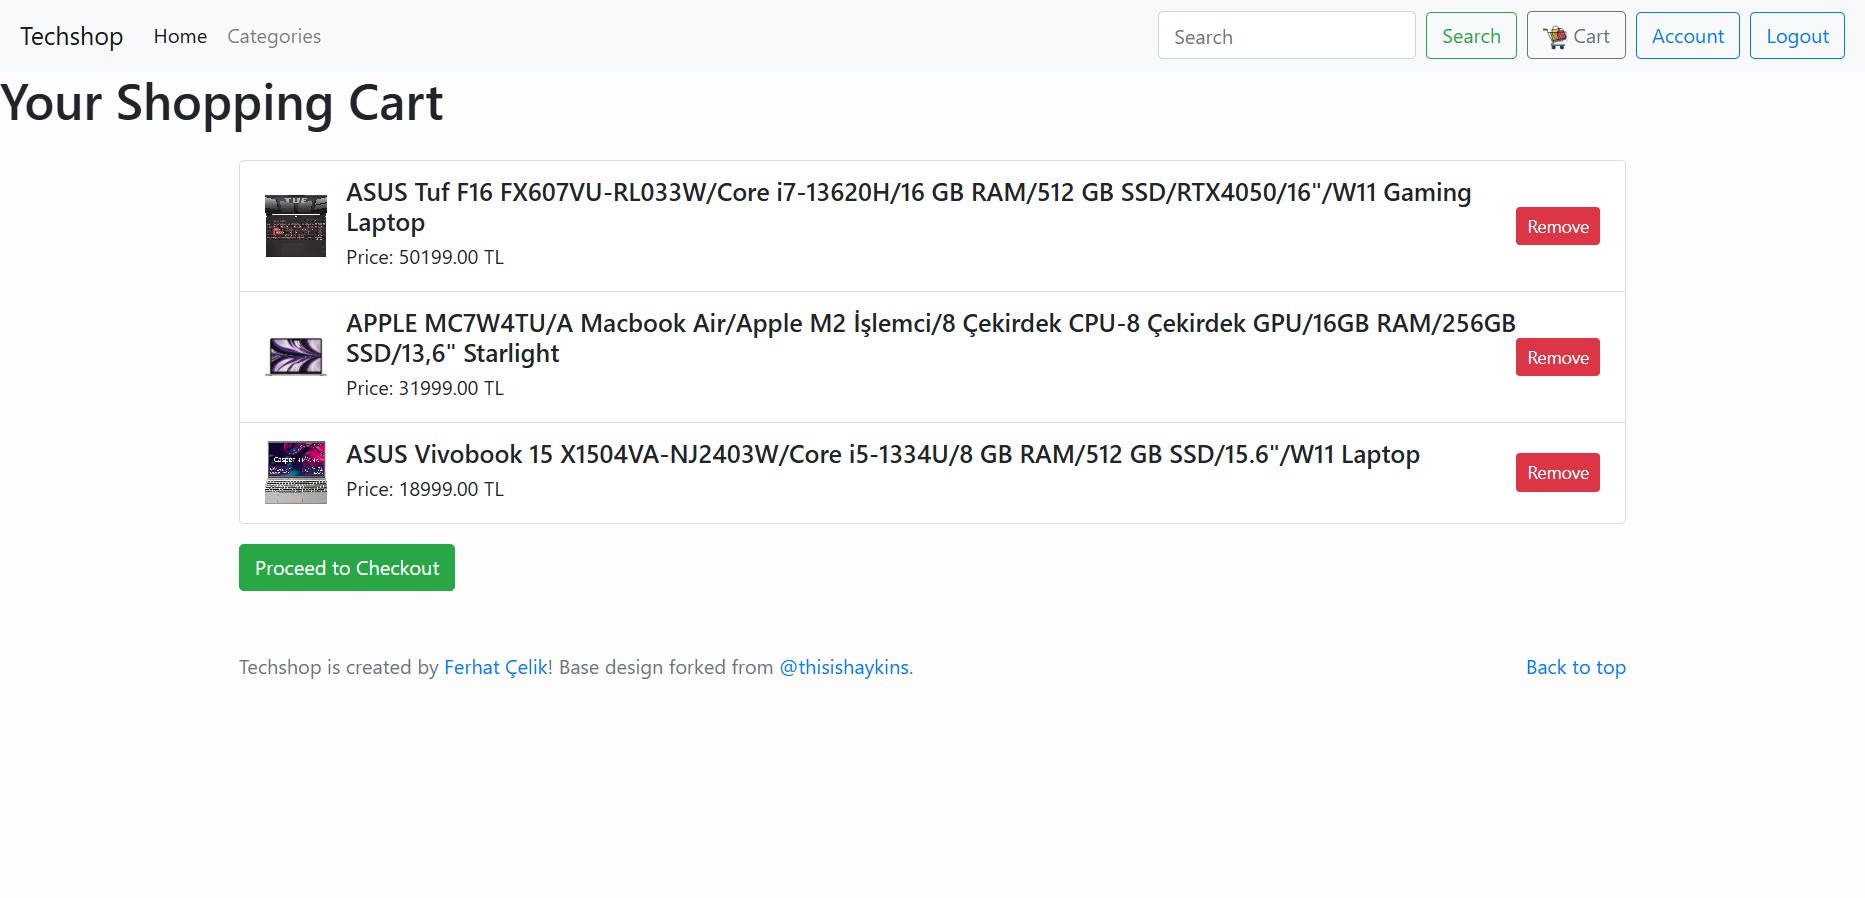 Techshop Home Categories Search Search Cart Account Logout
Your Shopping Cart
ASUS Tuf F16 FX607VU-RL033W/Core i7-13620H/16 GB RAM/512 GB SSD/RTX4050/16"/W11 Gaming
Laptop
Price: 50199.00 TL
Remove
APPLE MC7W4TU/A Macbook Air/Apple M2 İşlemci/8 Çekirdek CPU-8 Çekirdek GPU/16GB RAM/256GB
SSD/13,6" Starlight
Price: 31999.00 TL
Remove
Casper
ASUS Vivobook 15 X1504VA-NJ2403W/Core i5-1334U/8 GB RAM/512 GB SSD/15.6"/W11 Laptop
Price: 18999.00 TL
Remove
Proceed to Checkout
Techshop is created by Ferhat Çelik! Base design forked from @thisishaykins.
Back to top